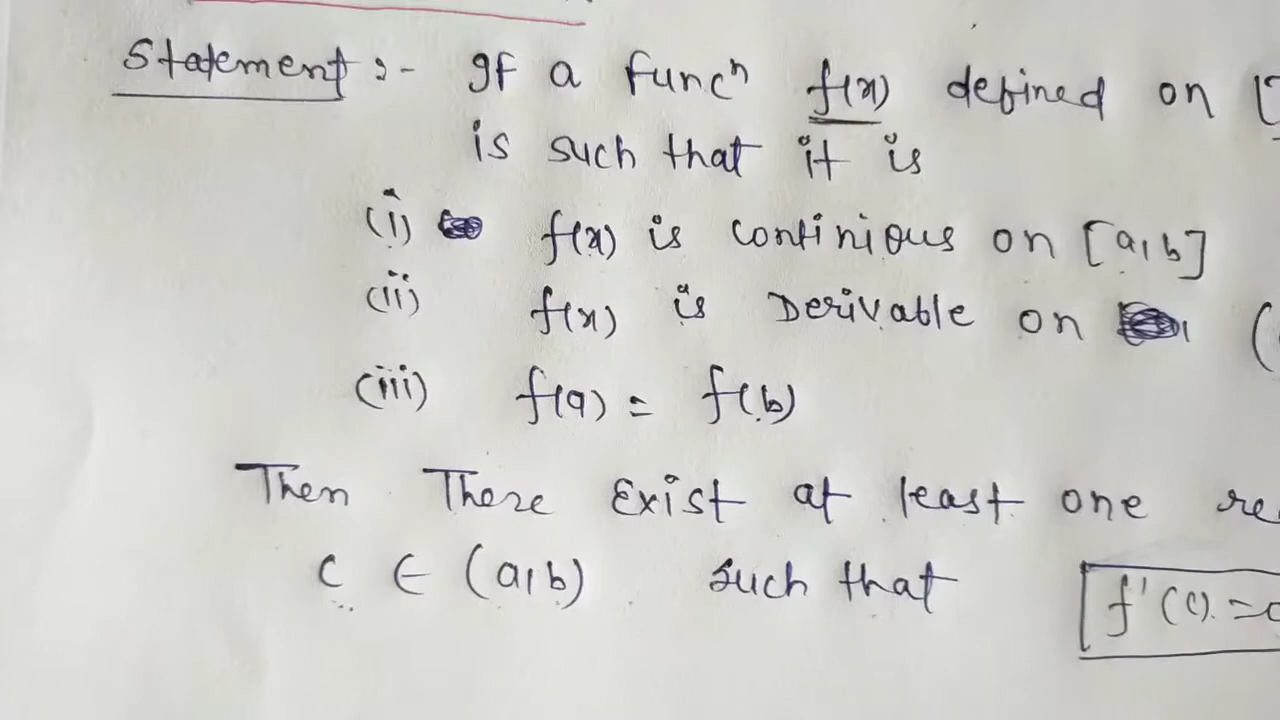 Statement :- If a funcⁿ f(x) defined on [
is such that it is
(i) f(x) is continious on [a,b]
(ii) f(x) is Derivable on (
(iii) f(a) = f(b)
Then There Exist at least one re
c ∈ (a,b) such that f'(c) =